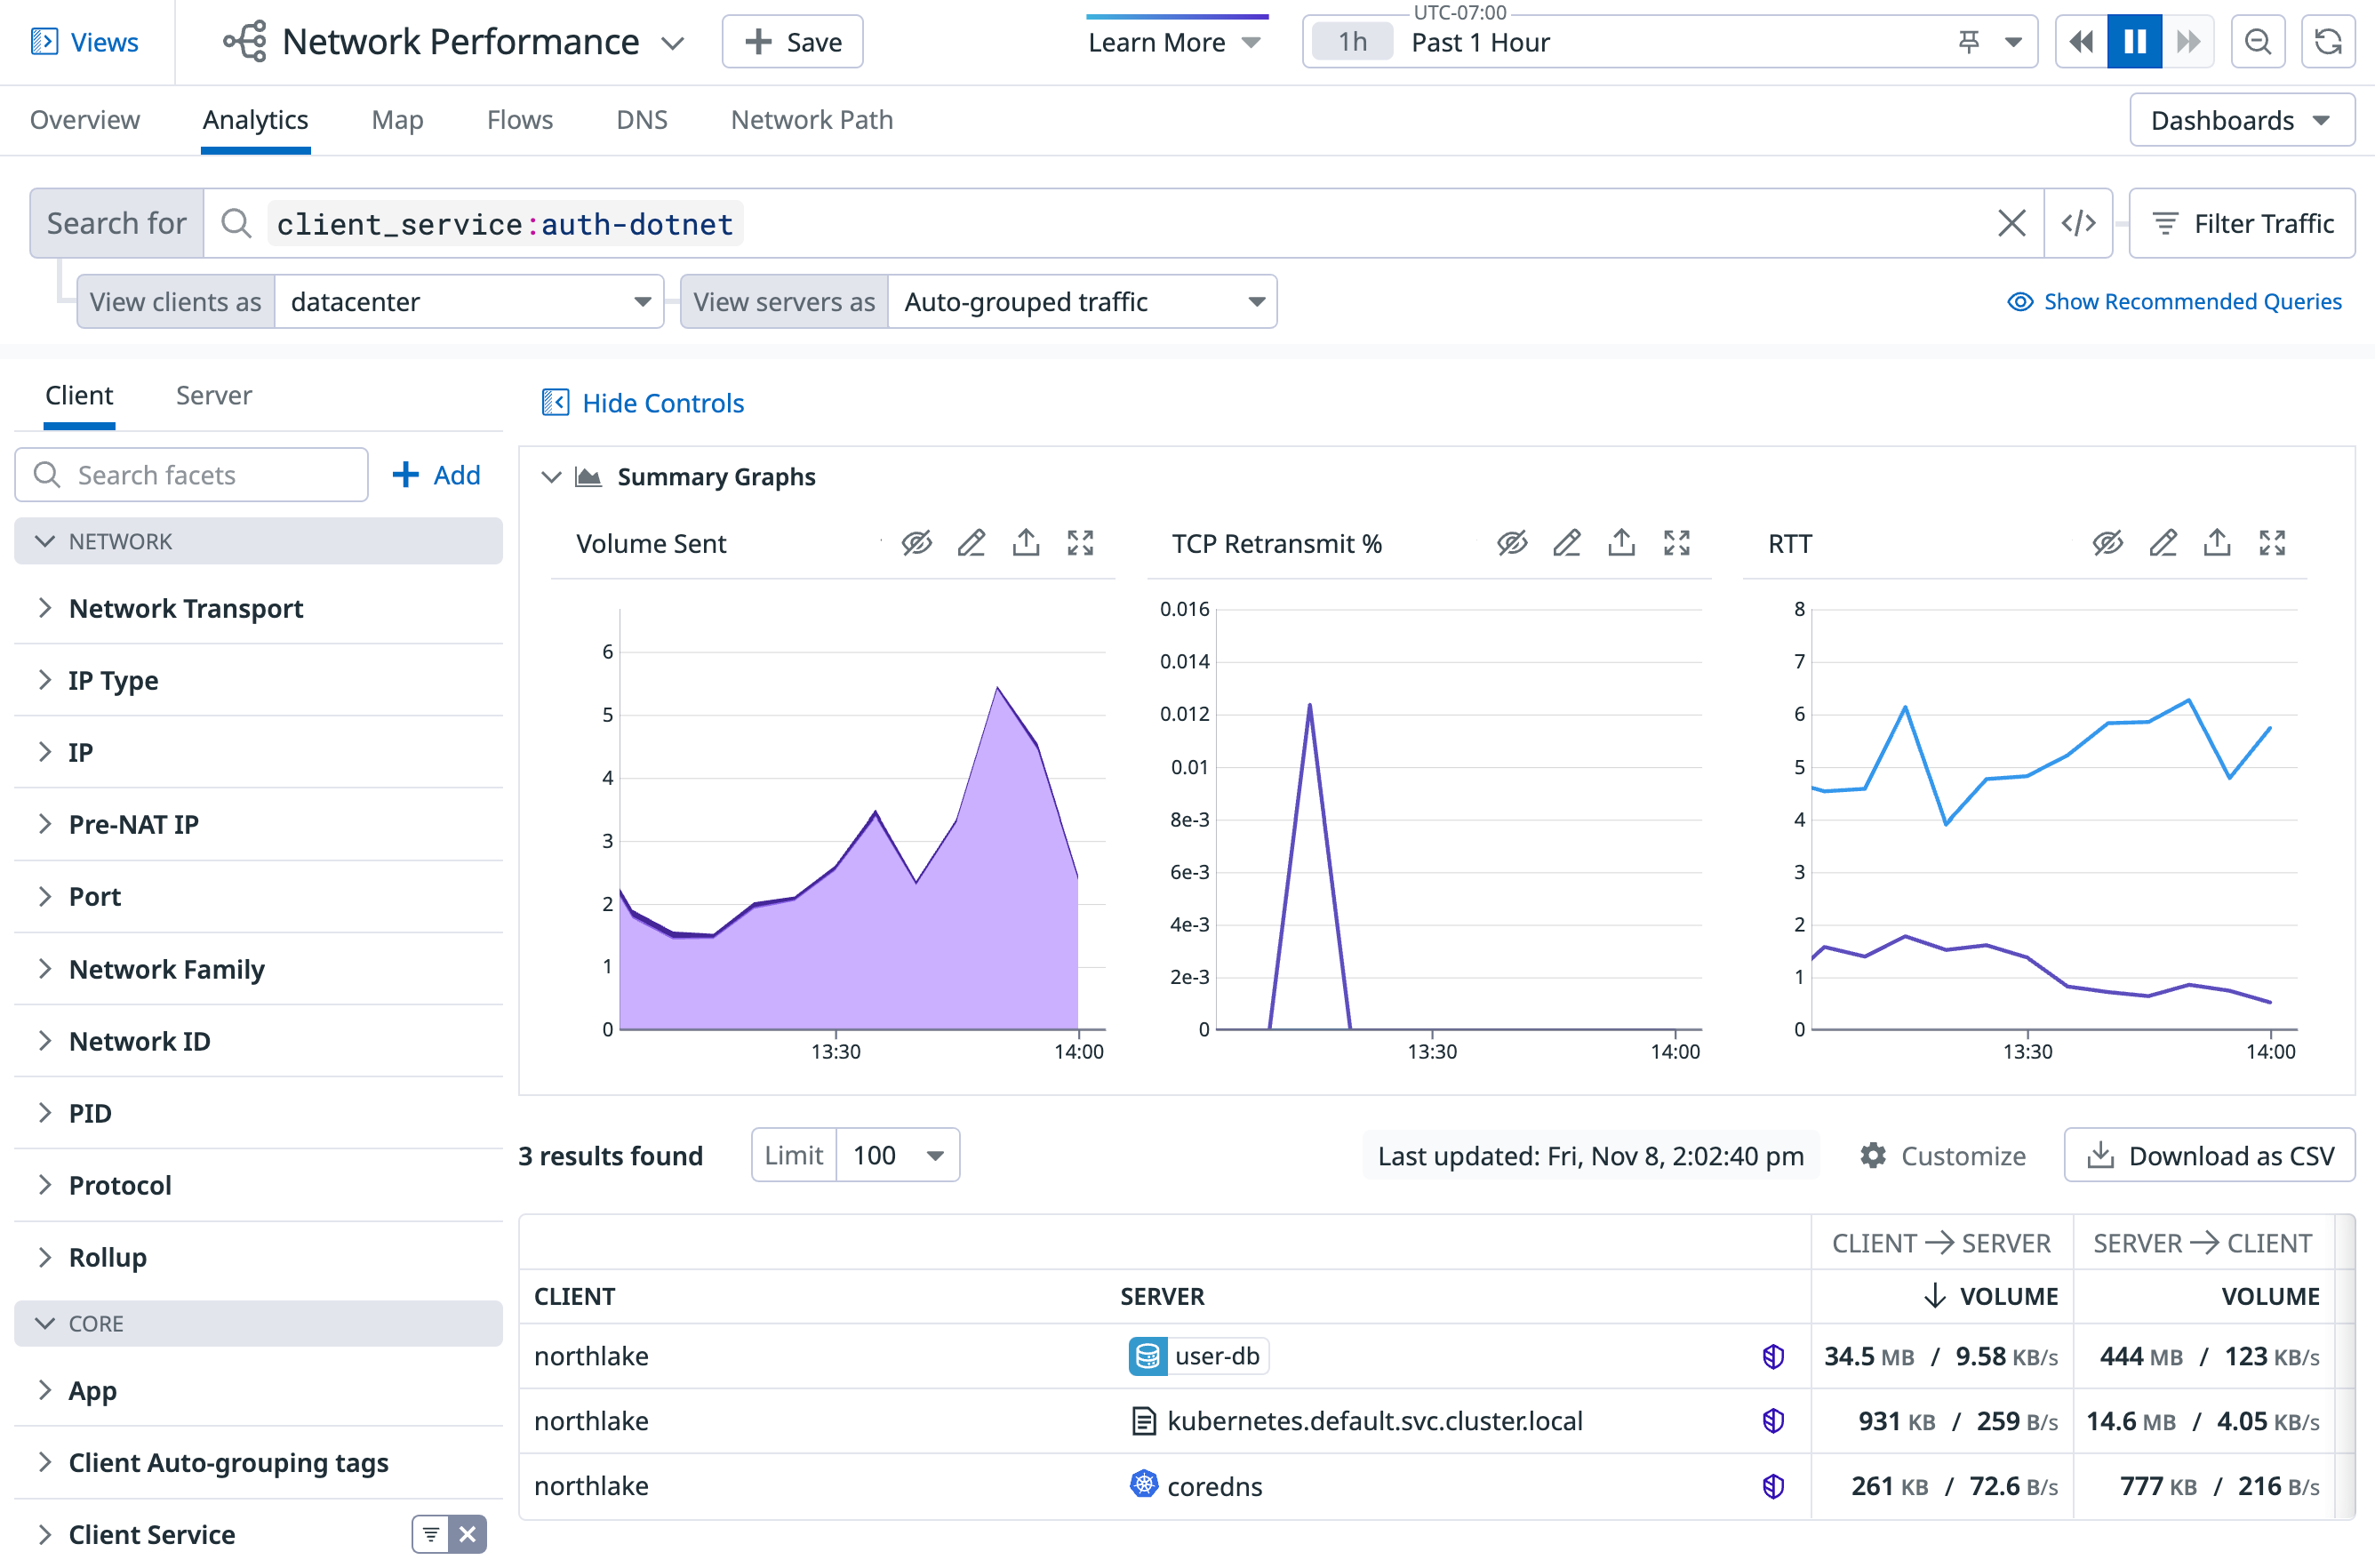 Views
Network Performance
Save
Learn More
UTC-07:00
1h Past 1 Hour
Overview Analytics Map Flows DNS Network Path
Dashboards
Search for client_service:auth-dotnet
Filter Traffic
View clients as datacenter
View servers as Auto-grouped traffic
Show Recommended Queries
Client Server
Search facets
Add
NETWORK
Network Transport
IP Type
IP
Pre-NAT IP
Port
Network Family
Network ID
PID
Protocol
Rollup
CORE
App
Client Auto-grouping tags
Client Service
Hide Controls
Summary Graphs
Volume Sent
6
5
4
3
2
1
0
13:30 14:00
TCP Retransmit %
0.016
0.014
0.012
0.01
8e-3
6e-3
4e-3
2e-3
0
13:30 14:00
RTT
8
7
6
5
4
3
2
1
0
13:30 14:00
3 results found
Limit 100
Last updated: Fri, Nov 8, 2:02:40 pm
Customize
Download as CSV
CLIENT → SERVER SERVER → CLIENT
CLIENT SERVER ↓ VOLUME VOLUME
northlake user-db 34.5 MB / 9.58 KB/s 444 MB / 123 KB/s
northlake kubernetes.default.svc.cluster.local 931 KB / 259 B/s 14.6 MB / 4.05 KB/s
northlake coredns 261 KB / 72.6 B/s 777 KB / 216 B/s